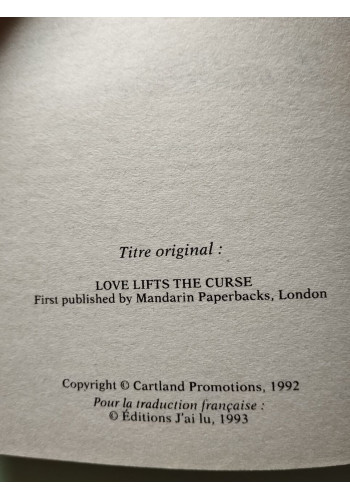 Titre original :
LOVE LIFTS THE CURSE
First published by Mandarin Paperbacks, London
Copyright © Cartland Promotions, 1992
Pour la traduction française :
© Éditions J'ai lu, 1993